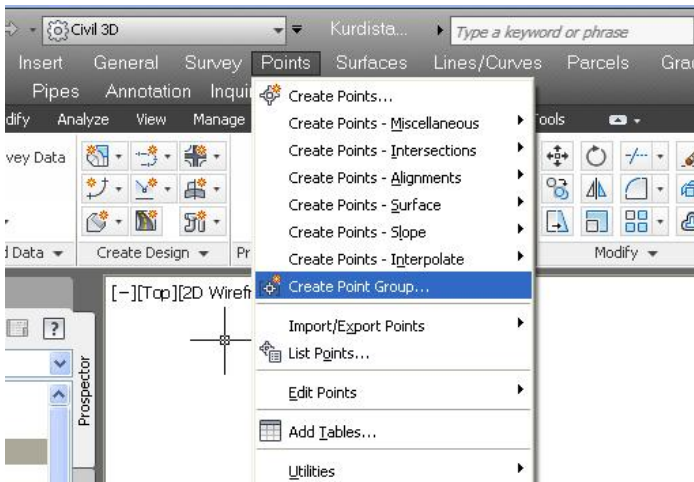 Civil 3D Kurdista... Type a keyword or phrase
Insert General Survey Points Surfaces Lines/Curves Parcels Gra
Pipes Annotation Inqui
dify Analyze View Manage ools
vey Data
Data Create Design Pr Modify
[−][Top][2D Wirefr
Prospector
Create Points...
Create Points - Miscellaneous
Create Points - Intersections
Create Points - Alignments
Create Points - Surface
Create Points - Slope
Create Points - Interpolate
Create Point Group...
Import/Export Points
List Points...
Edit Points
Add Tables...
Utilities